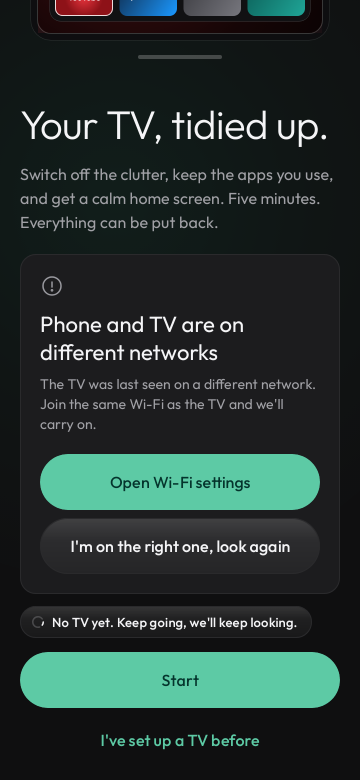 Your TV, tidied up.
Switch off the clutter, keep the apps you use,
and get a calm home screen. Five minutes.
Everything can be put back.
Phone and TV are on
different networks
The TV was last seen on a different network.
Join the same Wi-Fi as the TV and we'll
carry on.
Open Wi-Fi settings
I'm on the right one, look again
No TV yet. Keep going, we'll keep looking.
Start
I've set up a TV before